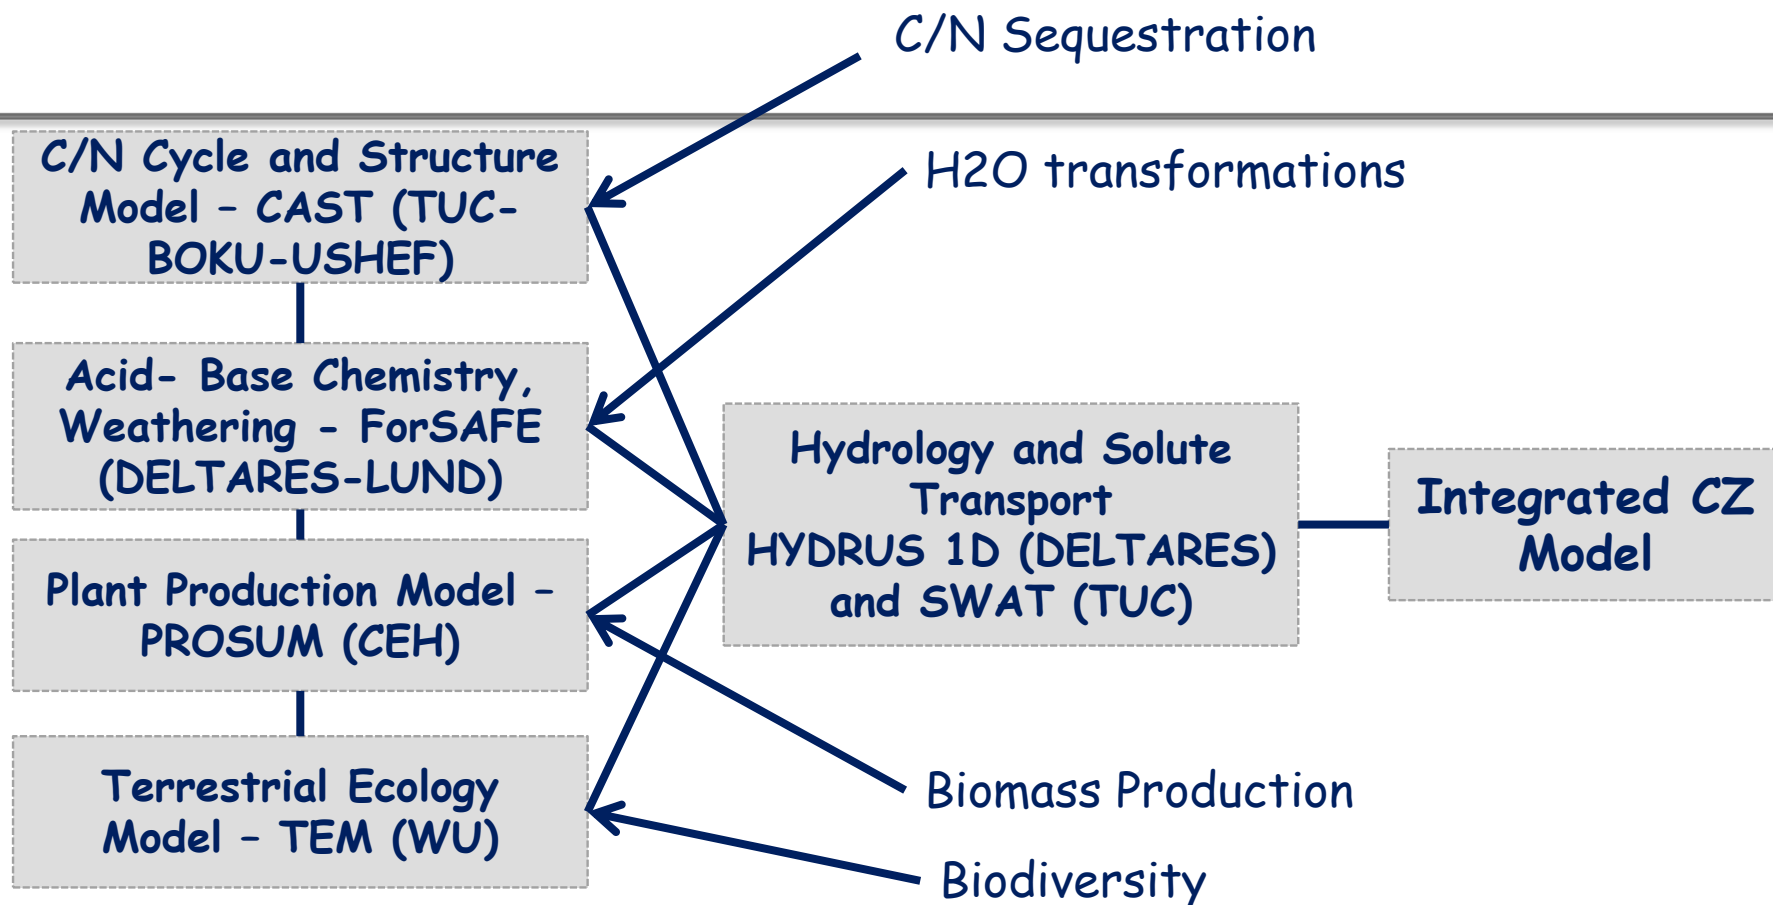 C/N Sequestration
H2O transformations
C/N Cycle and Structure
Model – CAST (TUC-
BOKU-USHEF)
Acid- Base Chemistry,
Weathering – ForSAFE
(DELTARES-LUND)
Plant Production Model –
PROSUM (CEH)
Terrestrial Ecology
Model – TEM (WU)
Hydrology and Solute
Transport
HYDRUS 1D (DELTARES)
and SWAT (TUC)
Integrated CZ
Model
Biomass Production
Biodiversity